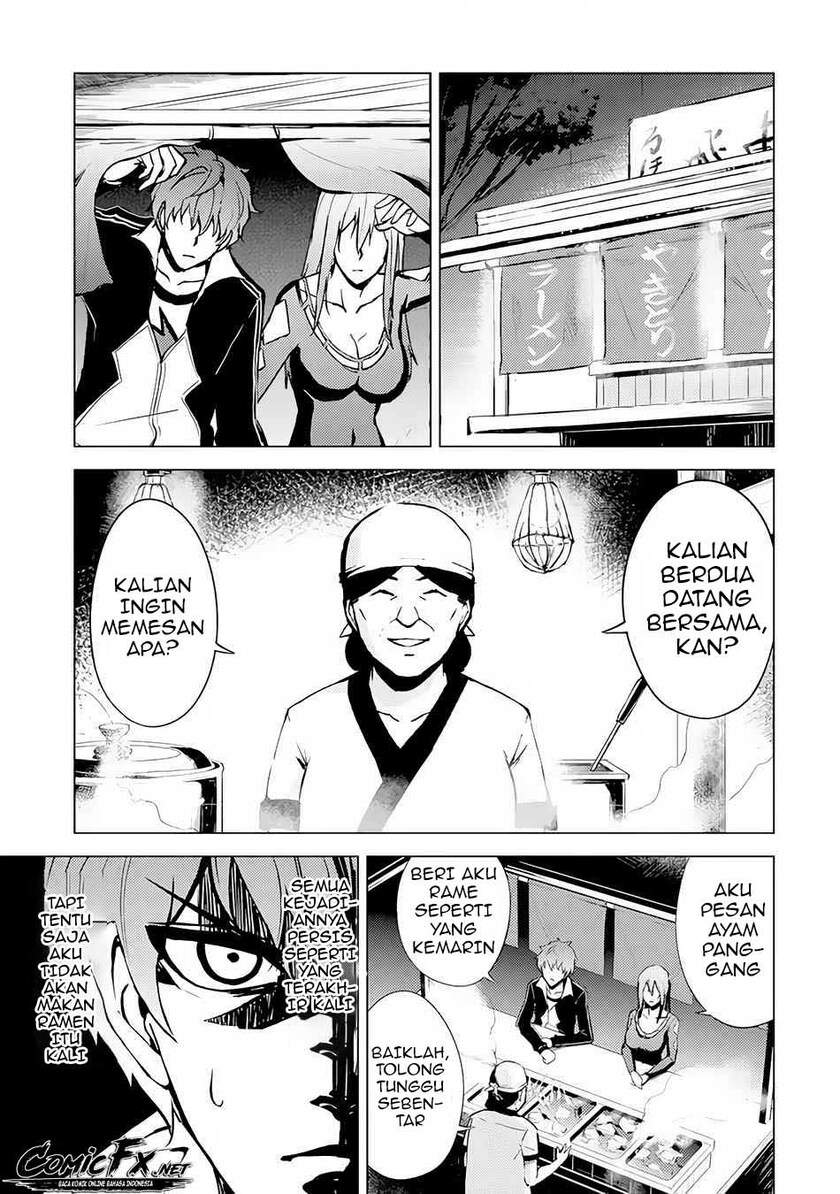 ラーメン
やきとり
KALIAN
BERDUA
DATANG
BERSAMA,
KAN?
KALIAN
INGIN
MEMESAN
APA?
AKU
PESAN
AYAM
PANG-
GANG
BERI AKU
RAME
SEPERTI
YANG
KEMARIN
BAIKLAH,
TOLONG
TUNGGU
SEBEN-
TAR
SEMUA
KEJADI-
ANNYA
PERSIS
SEPERTI
YANG
TERAKH-
IR KALI
TAPI
TENTU
SAJA
AKU
TIDAK
AKAN
MAKAN
RAMEN
ITU
KALI
COMICFX.NET
BACA KOMIK ONLINE BAHASA INDONESIA